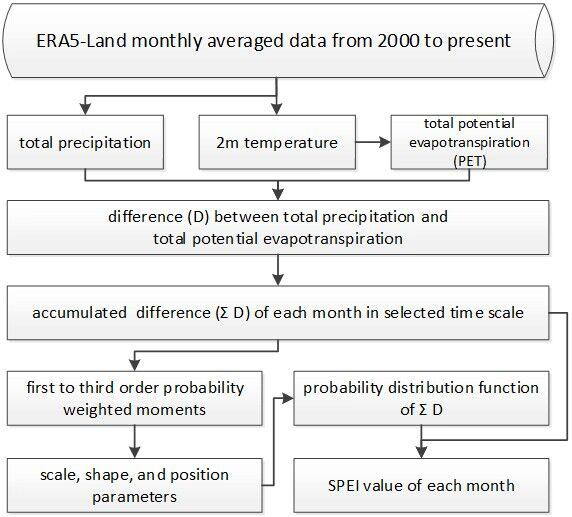 ERA5-Land monthly averaged data from 2000 to present
total precipitation
2m temperature
total potential
evapotranspiration
(PET)
difference (D) between total precipitation and
total potential evapotranspiration
accumulated difference (Σ D) of each month in selected time scale
first to third order probability
weighted moments
probability distribution function
of Σ D
scale, shape, and position
parameters
SPEI value of each month